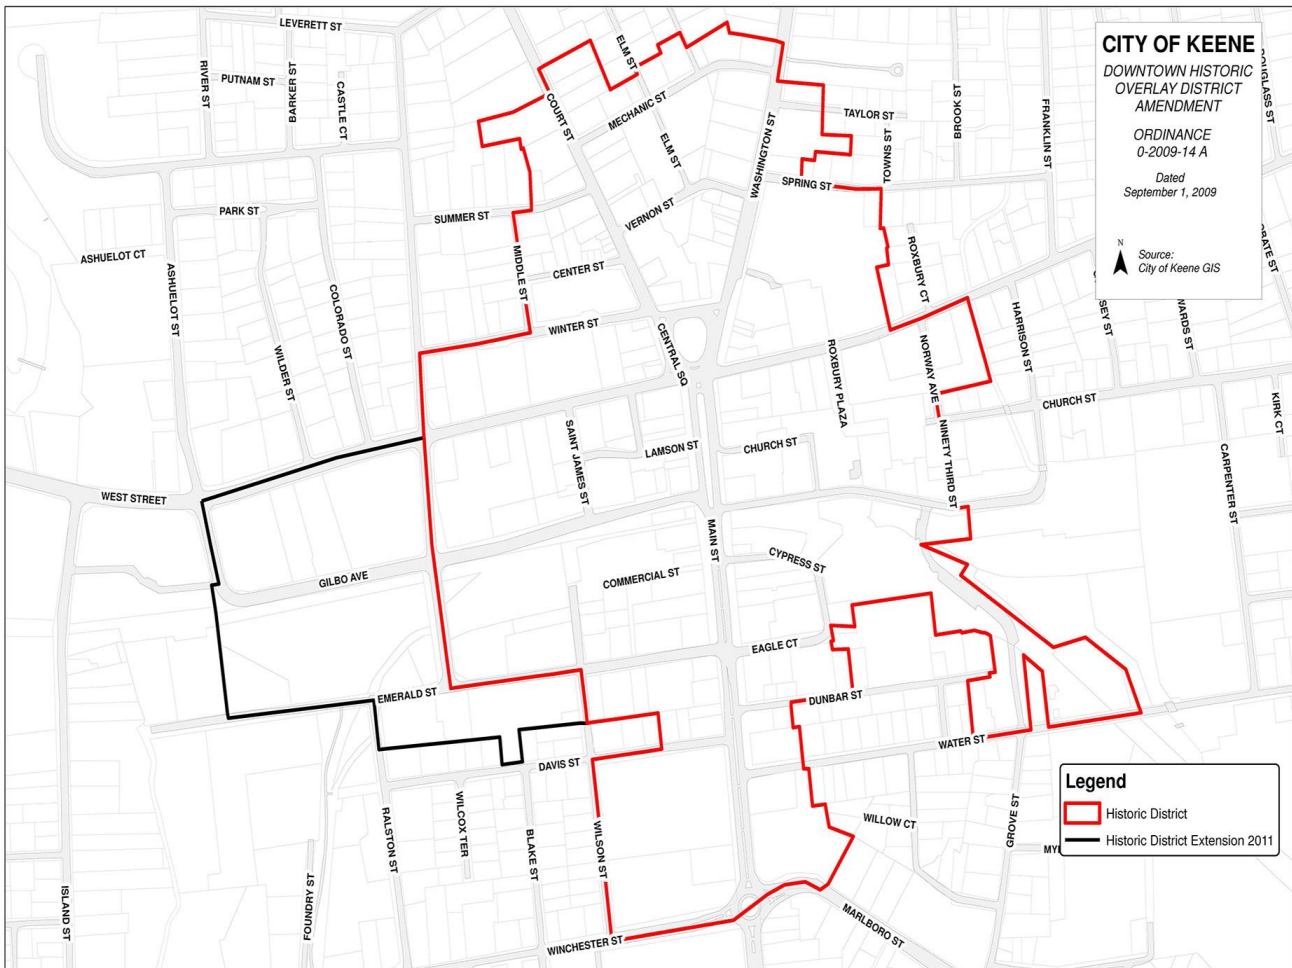 LEVERETT ST
RIVER ST
PUTNAM ST
BARKER ST
CASTLE CT
COURT ST
ELM ST
MECHANIC ST
ELM ST
WASHINGTON ST
TAYLOR ST
TOWNS ST
BROOK ST
FRANKLIN ST
CITY OF KEENE
DOWNTOWN HISTORIC
OVERLAY DISTRICT
AMENDMENT
ORDINANCE
0-2009-14 A
Dated
September 1, 2009
N
Source:
City of Keene GIS
SPRING ST
PARK ST
SUMMER ST
VERNON ST
ASHUELOT CT
ASHUELOT ST
COLORADO ST
WILDER ST
MIDDLE ST
CENTER ST
WINTER ST
CENTRAL SQ
ROXBURY CT
ROXBURY PLAZA
NORWAY AVE
HARRISON ST
CHURCH ST
KIRK CT
CARPENTER ST
WEST STREET
SAINT JAMES ST
LAMSON ST
CHURCH ST
NINETY THIRD ST
MAIN ST
GILBO AVE
COMMERCIAL ST
CYPRESS ST
EAGLE CT
EMERALD ST
DUNBAR ST
WATER ST
DAVIS ST
ISLAND ST
FOUNDRY ST
RALSTON ST
WILCOX TER
BLAKE ST
WILSON ST
WINCHESTER ST
MARLBORO ST
WILLOW CT
GROVE ST
Legend
Historic District
Historic District Extension 2011